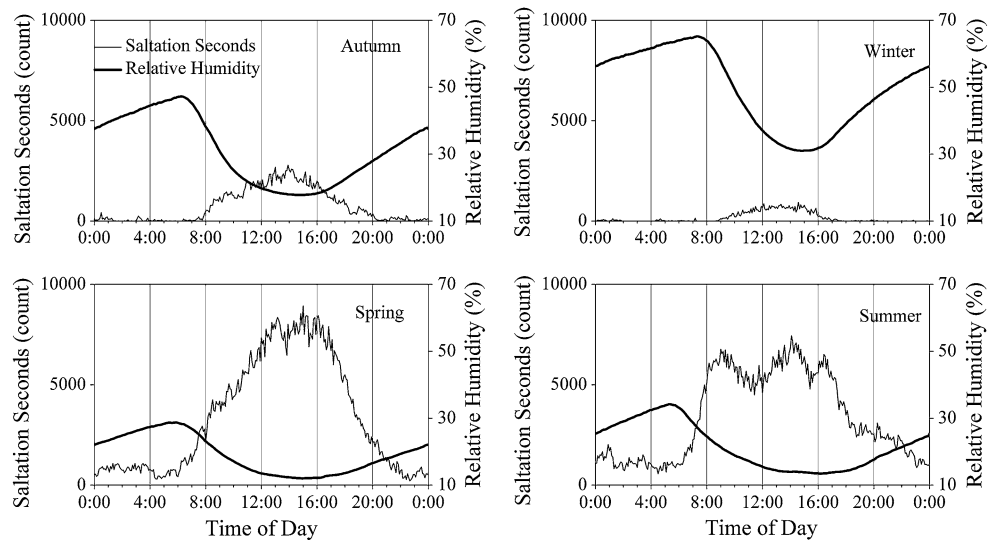 10000
5000
0
Saltation Seconds (count)
Saltation Seconds
Relative Humidity
Autumn
70
50
30
10
Relative Humidity (%)
0:00 4:00 8:00 12:00 16:00 20:00 0:00
10000
5000
0
Saltation Seconds (count)
Winter
70
50
30
10
Relative Humidity (%)
0:00 4:00 8:00 12:00 16:00 20:00 0:00
10000
5000
0
Saltation Seconds (count)
Spring
70
50
30
10
Relative Humidity (%)
0:00 4:00 8:00 12:00 16:00 20:00 0:00
Time of Day
10000
5000
0
Saltation Seconds (count)
Summer
70
50
30
10
Relative Humidity (%)
0:00 4:00 8:00 12:00 16:00 20:00 0:00
Time of Day